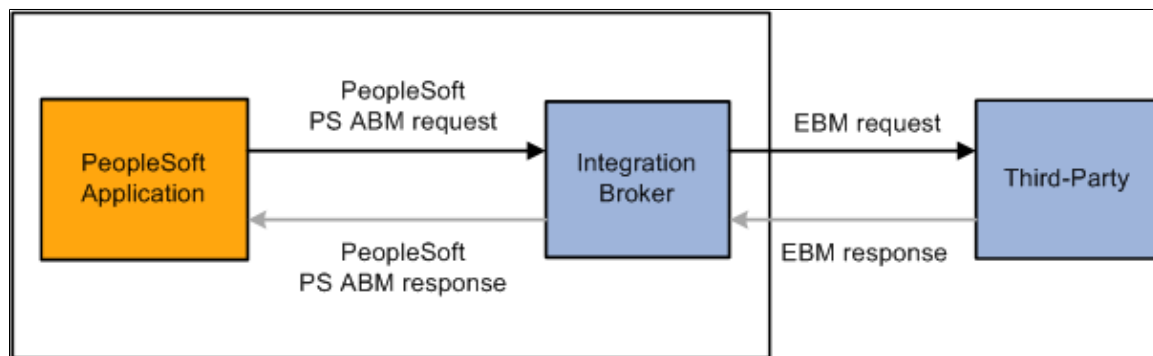 PeopleSoft
Application
PeopleSoft
PS ABM request
PeopleSoft
PS ABM response
Integration
Broker
EBM request
EBM response
Third-Party